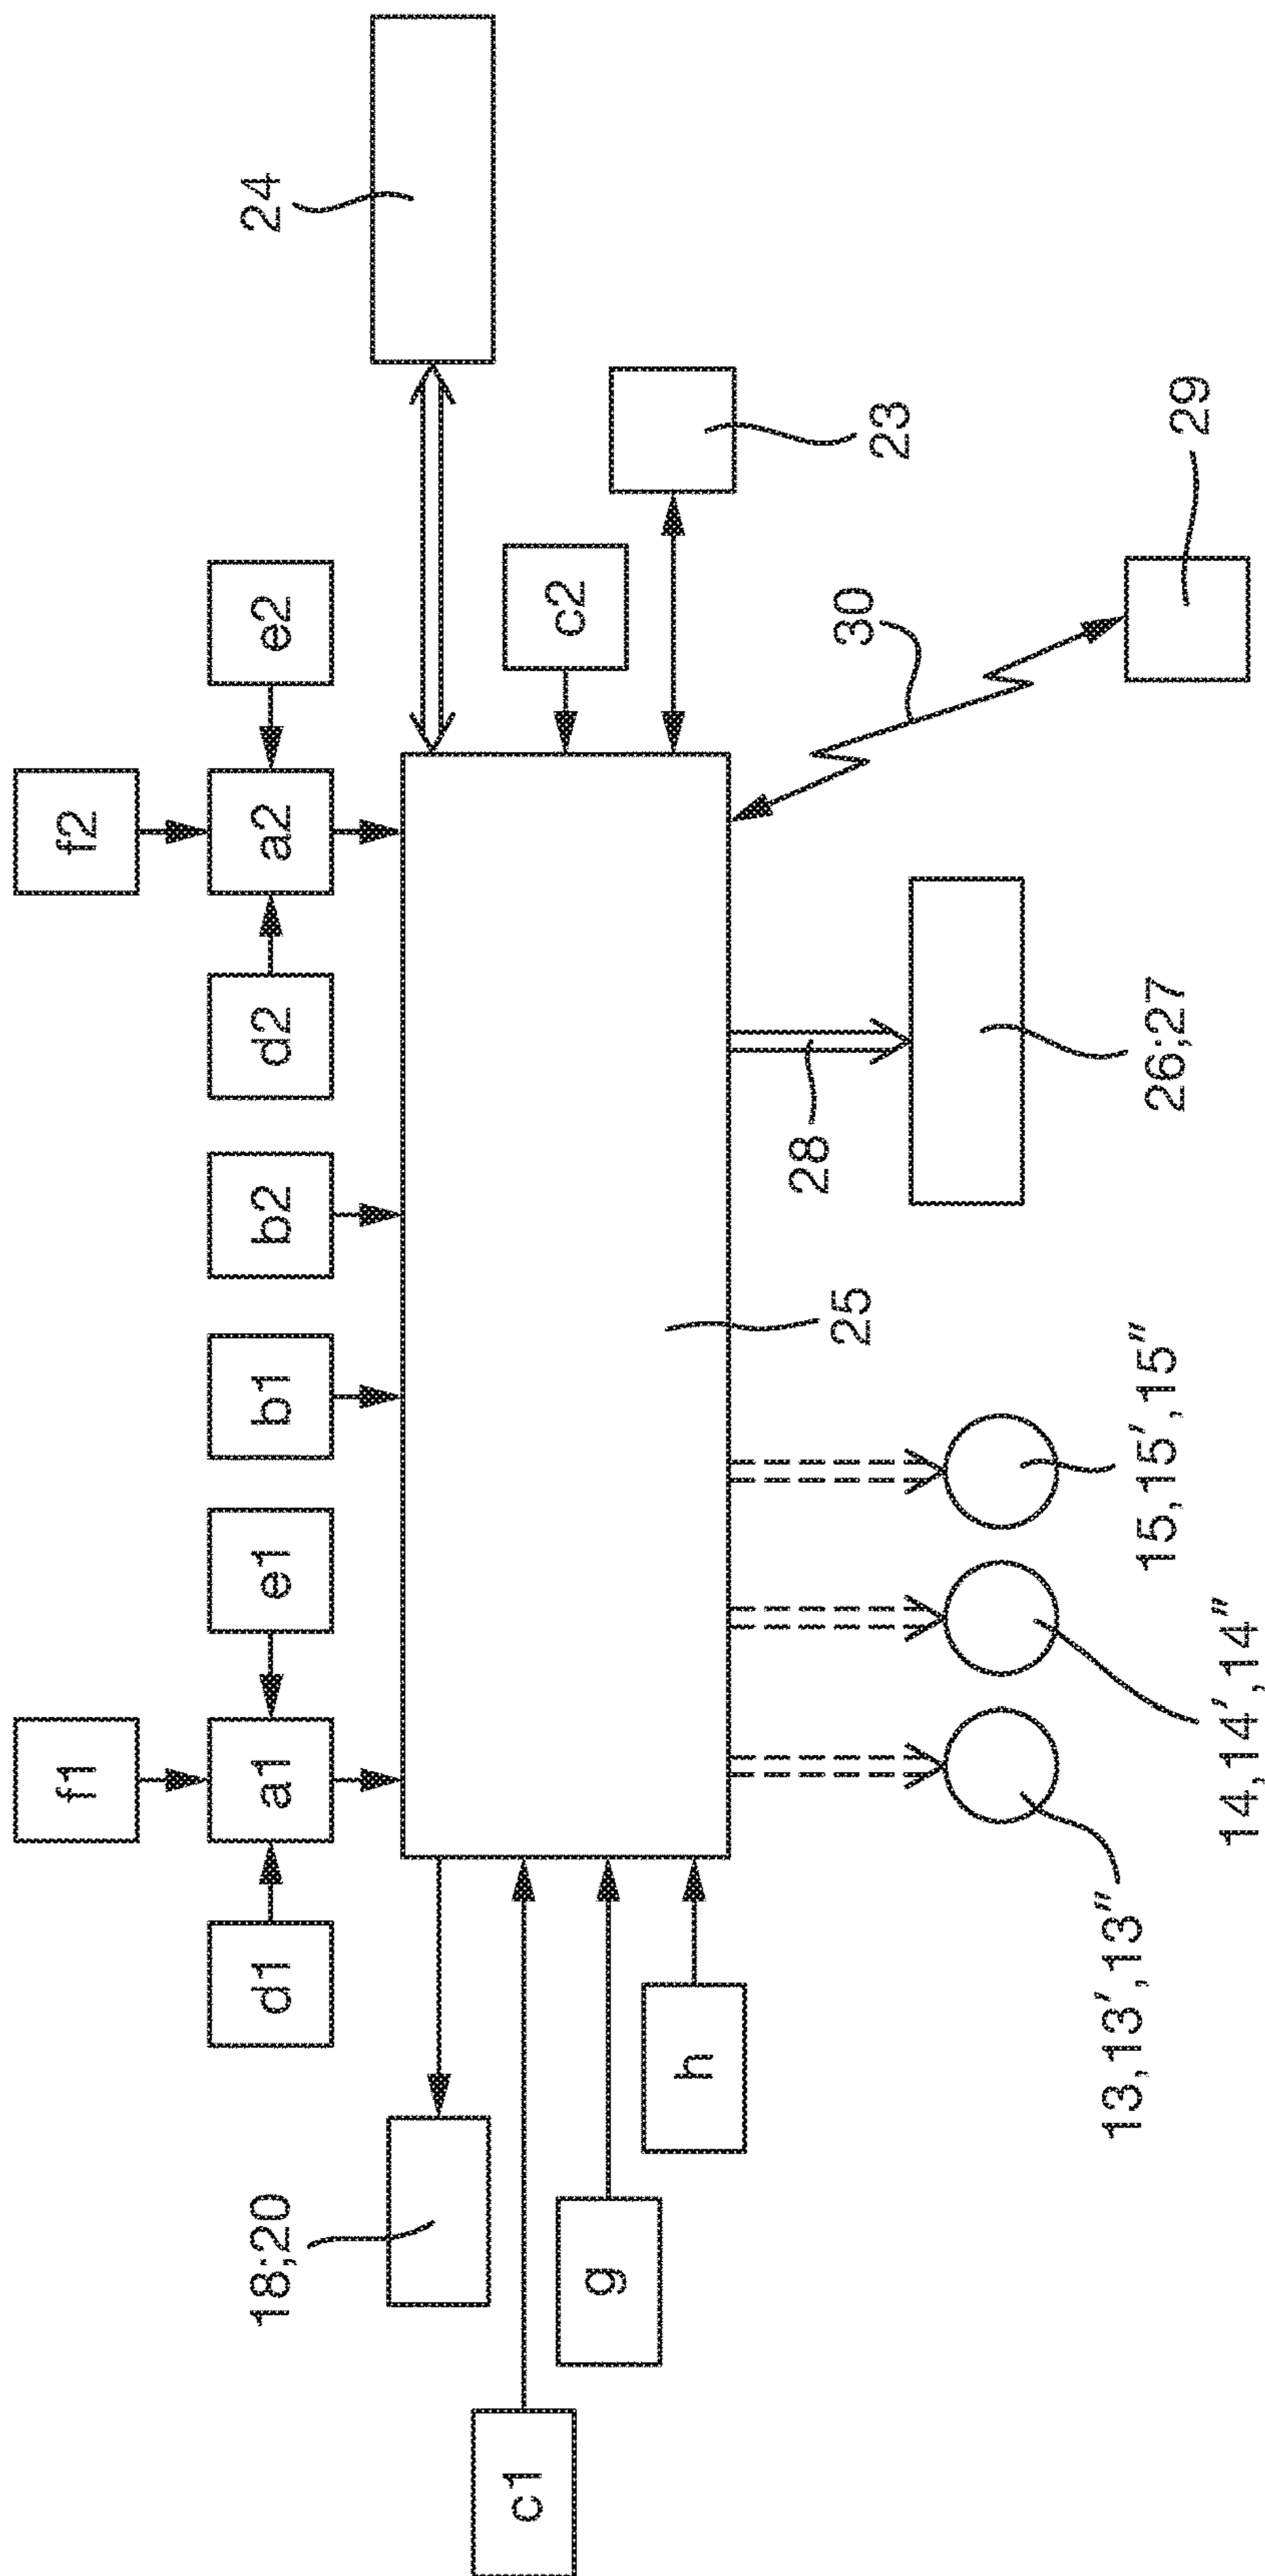 f1
f2
d1
a1
e1
b1
b2
d2
a2
e2
24
18;20
c1
g
h
c2
23
25
28
30
29
13,13′,13″
14,14′,14″
15,15′,15″
26;27